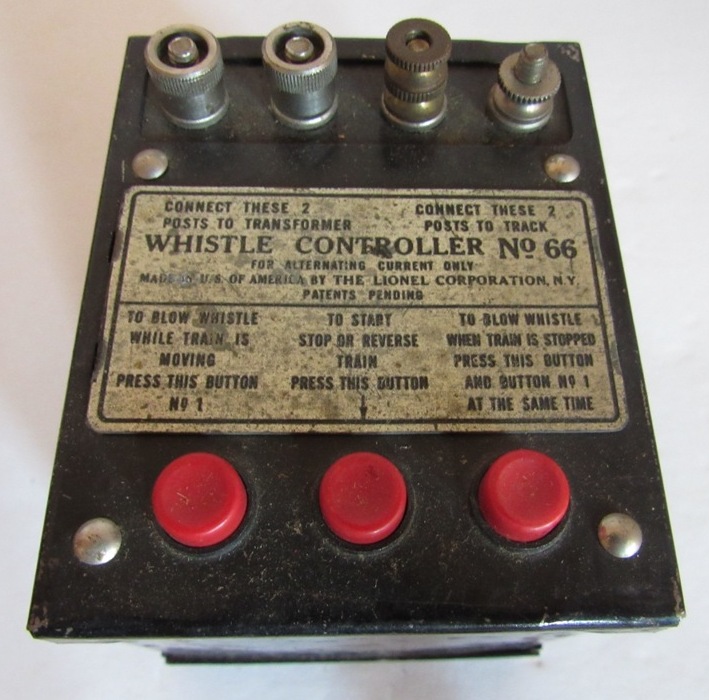 CONNECT THESE 2
POSTS TO TRANSFORMER
CONNECT THESE 2
POSTS TO TRACK
WHISTLE CONTROLLER Nº 66
FOR ALTERNATING CURRENT ONLY
MADE IN U.S. OF AMERICA BY THE LIONEL CORPORATION, N.Y.
PATENTS PENDING
TO BLOW WHISTLE
WHILE TRAIN IS
MOVING
PRESS THIS BUTTON
Nº 1
TO START
STOP OR REVERSE
TRAIN
PRESS THIS BUTTON
TO BLOW WHISTLE
WHEN TRAIN IS STOPPED
PRESS THIS BUTTON
AND BUTTON Nº 1
AT THE SAME TIME